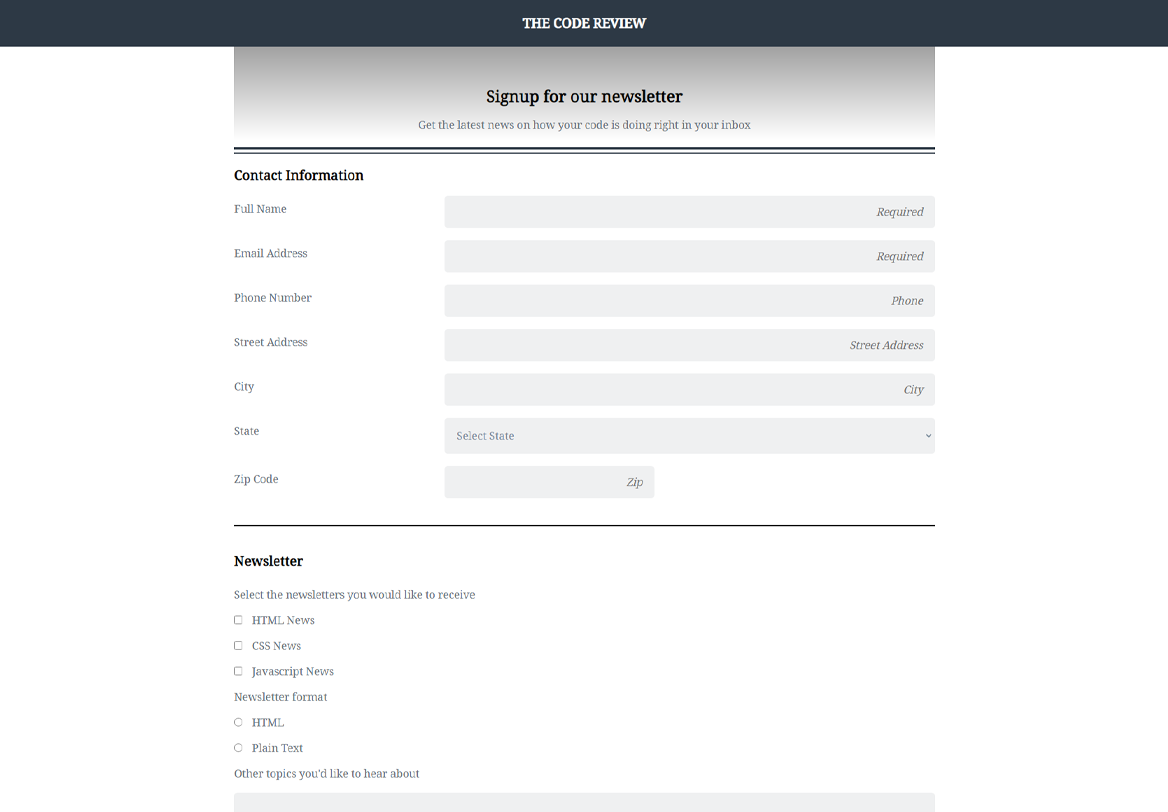 THE CODE REVIEW
Signup for our newsletter
Get the latest news on how your code is doing right in your inbox
Contact Information
Full Name Required
Email Address Required
Phone Number Phone
Street Address Street Address
City City
State Select State
Zip Code Zip
Newsletter
Select the newsletters you would like to receive
HTML News
CSS News
Javascript News
Newsletter format
HTML
Plain Text
Other topics you'd like to hear about